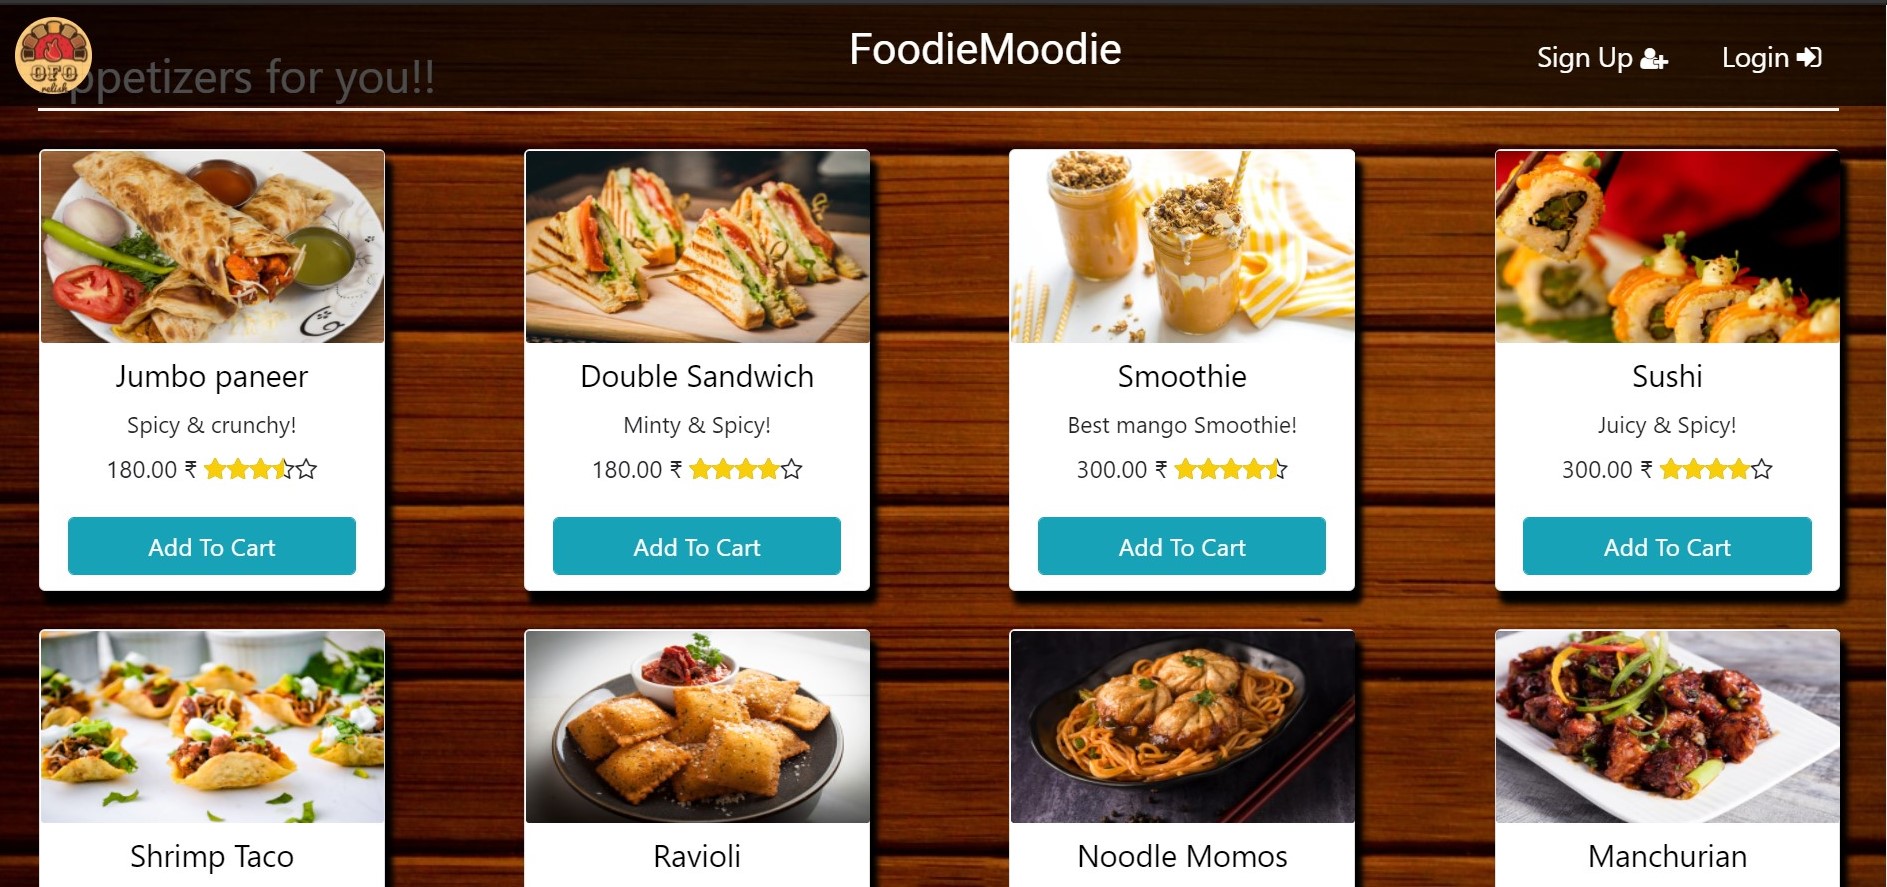 FoodieMoodie
Sign Up
Login
OFO
relish
ppetizers for you!!
Jumbo paneer
Spicy & crunchy!
180.00 ₹
Add To Cart
Double Sandwich
Minty & Spicy!
180.00 ₹
Add To Cart
Smoothie
Best mango Smoothie!
300.00 ₹
Add To Cart
Sushi
Juicy & Spicy!
300.00 ₹
Add To Cart
Shrimp Taco
Ravioli
Noodle Momos
Manchurian